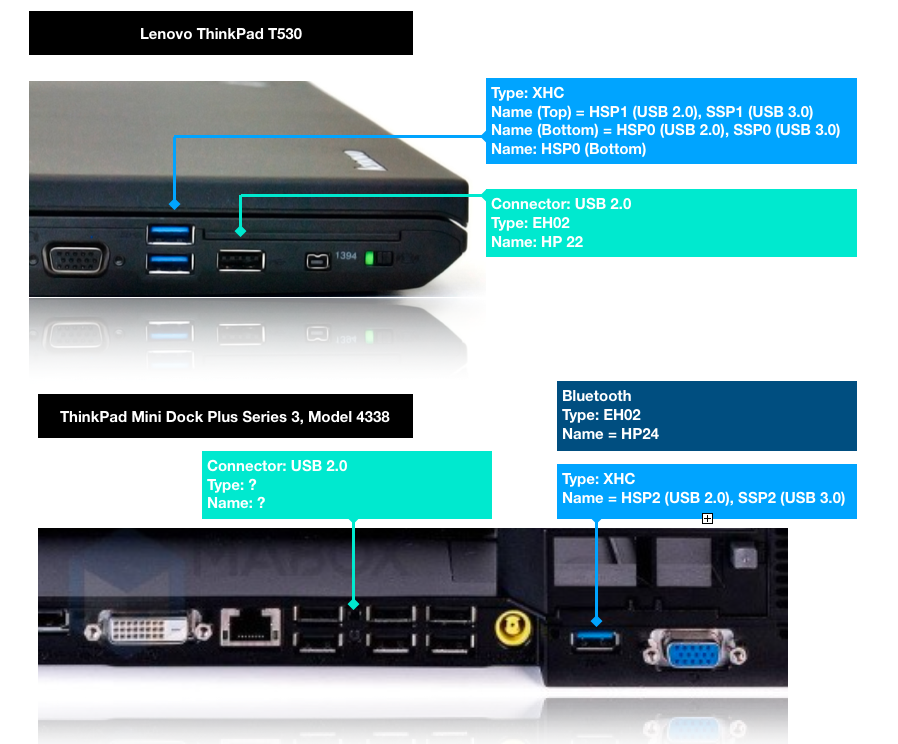 Lenovo ThinkPad T530
Type: XHC
Name (Top) = HSP1 (USB 2.0), SSP1 (USB 3.0)
Name (Bottom) = HSP0 (USB 2.0), SSP0 (USB 3.0)
Name: HSP0 (Bottom)
Connector: USB 2.0
Type: EH02
Name: HP 22
lenovo
1394
ThinkPad Mini Dock Plus Series 3, Model 4338
Bluetooth
Type: EH02
Name = HP24
Connector: USB 2.0
Type: ?
Name: ?
Type: XHC
Name = HSP2 (USB 2.0), SSP2 (USB 3.0)